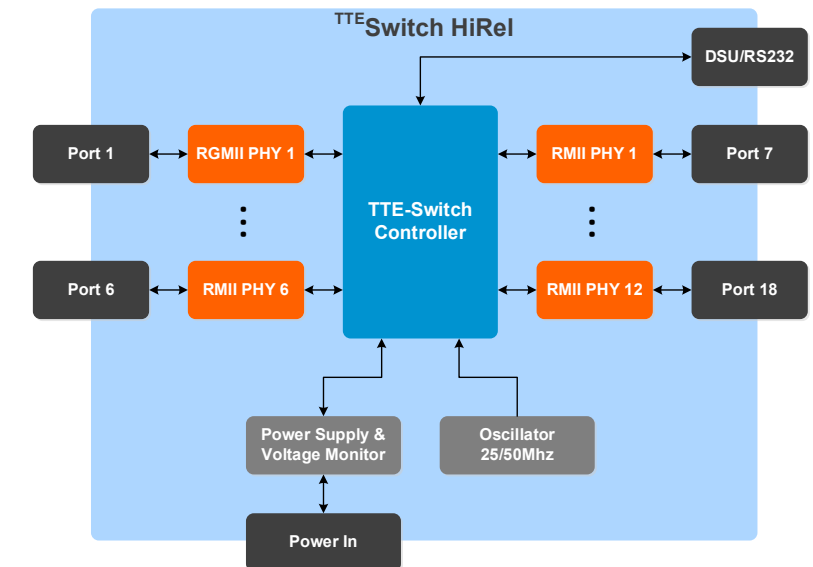 TTESwitch HiRel
DSU/RS232
Port 1
RGMII PHY 1
RMII PHY 1
Port 7
TTE-Switch
Controller
Port 6
RMII PHY 6
RMII PHY 12
Port 18
Power Supply &
Voltage Monitor
Oscillator
25/50Mhz
Power In